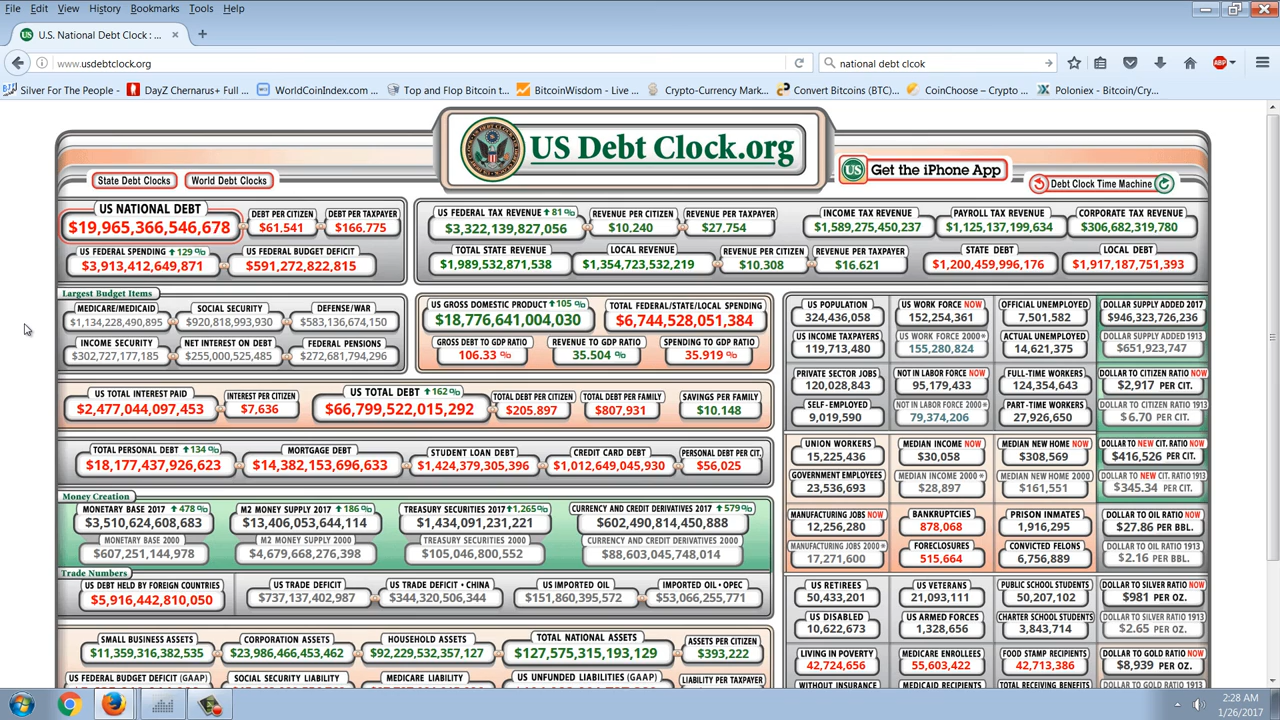 File Edit View History Bookmarks Tools Help
U.S. National Debt Clock : ...
www.usdebtclock.org
national debt clcok
Silver For The People - DayZ Chernarus+ Full ... WorldCoinIndex.com ... Top and Flop Bitcoin t... BitcoinWisdom - Live ... Crypto-Currency Mark... Convert Bitcoins (BTC)... CoinChoose – Crypto ... Poloniex - Bitcoin/Cry...
US Debt Clock.org
State Debt Clocks World Debt Clocks
US Get the iPhone App
Debt Clock Time Machine
US NATIONAL DEBT
$19,965,366,546,678
DEBT PER CITIZEN
$61,541
DEBT PER TAXPAYER
$166,775
US FEDERAL SPENDING 129 %
$3,913,412,649,871
US FEDERAL BUDGET DEFICIT
$591,272,822,815
US FEDERAL TAX REVENUE 81 %
$3,322,139,827,056
REVENUE PER CITIZEN
$10,240
REVENUE PER TAXPAYER
$27,754
INCOME TAX REVENUE
$1,589,275,450,237
PAYROLL TAX REVENUE
$1,125,137,199,634
CORPORATE TAX REVENUE
$306,682,319,780
TOTAL STATE REVENUE
$1,989,532,871,538
LOCAL REVENUE
$1,354,723,532,219
REVENUE PER CITIZEN
$10,308
REVENUE PER TAXPAYER
$16,621
STATE DEBT
$1,200,459,996,176
LOCAL DEBT
$1,917,187,751,393
Largest Budget Items
MEDICARE/MEDICAID
$1,134,228,490,895
SOCIAL SECURITY
$920,818,993,930
DEFENSE/WAR
$583,136,674,150
INCOME SECURITY
$302,727,177,185
NET INTEREST ON DEBT
$255,000,525,485
FEDERAL PENSIONS
$272,681,794,296
US GROSS DOMESTIC PRODUCT 105 %
$18,776,641,004,030
TOTAL FEDERAL/STATE/LOCAL SPENDING
$6,744,528,051,384
GROSS DEBT TO GDP RATIO
106.33 %
REVENUE TO GDP RATIO
35.504 %
SPENDING TO GDP RATIO
35.919 %
US TOTAL INTEREST PAID
$2,477,044,097,453
INTEREST PER CITIZEN
$7,636
US TOTAL DEBT 162 %
$66,799,522,015,292
TOTAL DEBT PER CITIZEN
$205,897
TOTAL DEBT PER FAMILY
$807,931
SAVINGS PER FAMILY
$10,148
TOTAL PERSONAL DEBT 134 %
$18,177,437,926,623
MORTGAGE DEBT
$14,382,153,696,633
STUDENT LOAN DEBT
$1,424,379,305,396
CREDIT CARD DEBT
$1,012,649,045,930
PERSONAL DEBT PER CIT.
$56,025
Money Creation
MONETARY BASE 2017 478 %
$3,510,624,608,683
M2 MONEY SUPPLY 2017 186 %
$13,406,053,644,114
TREASURY SECURITIES 2017 1,265%
$1,434,091,231,221
CURRENCY AND CREDIT DERIVATIVES 2017 579%
$602,490,814,450,888
MONETARY BASE 2000
$607,251,144,978
M2 MONEY SUPPLY 2000
$4,679,668,276,398
TREASURY SECURITIES 2000
$105,046,800,552
CURRENCY AND CREDIT DERIVATIVES 2000
$88,603,045,748,014
Trade Numbers
US DEBT HELD BY FOREIGN COUNTRIES
$5,916,442,810,050
US TRADE DEFICIT
$737,137,402,987
US TRADE DEFICIT • CHINA
$344,320,506,344
US IMPORTED OIL
$151,860,395,572
IMPORTED OIL • OPEC
$53,066,255,771
SMALL BUSINESS ASSETS
$11,359,316,382,535
CORPORATION ASSETS
$23,986,466,453,462
HOUSEHOLD ASSETS
$92,229,532,357,127
TOTAL NATIONAL ASSETS
$127,575,315,193,129
ASSETS PER CITIZEN
$393,222
US FEDERAL BUDGET DEFICIT (GAAP) SOCIAL SECURITY LIABILITY MEDICARE LIABILITY US UNFUNDED LIABILITIES (GAAP) LIABILITY PER TAXPAYER
US POPULATION
324,436,058
US WORK FORCE NOW
152,254,361
OFFICIAL UNEMPLOYED
7,501,582
DOLLAR SUPPLY ADDED 2017
$946,323,726,236
US INCOME TAXPAYERS
119,713,480
US WORK FORCE 2000
155,280,824
ACTUAL UNEMPLOYED
14,621,375
DOLLAR SUPPLY ADDED 1913
$651,923,747
PRIVATE SECTOR JOBS
120,028,843
NOT IN LABOR FORCE NOW
95,179,433
FULL-TIME WORKERS
124,354,643
DOLLAR TO CITIZEN RATIO NOW
$2,917 PER CIT.
SELF-EMPLOYED
9,019,590
NOT IN LABOR FORCE 2000
79,374,206
PART-TIME WORKERS
27,926,650
DOLLAR TO CITIZEN RATIO 1913
$6.70 PER CIT.
UNION WORKERS
15,225,436
MEDIAN INCOME NOW
$30,058
MEDIAN NEW HOME NOW
$308,569
DOLLAR TO NEW CIT. RATIO NOW
$416,526 PER CIT.
GOVERNMENT EMPLOYEES
23,536,693
MEDIAN INCOME 2000
$28,897
MEDIAN NEW HOME 2000
$161,551
DOLLAR TO NEW CIT. RATIO 1913
$345.34 PER CIT.
MANUFACTURING JOBS NOW
12,256,280
BANKRUPTCIES
878,068
PRISON INMATES
1,916,295
DOLLAR TO OIL RATIO NOW
$27.86 PER BBL.
MANUFACTURING JOBS 2000
17,271,600
FORECLOSURES
515,664
CONVICTED FELONS
6,756,889
DOLLAR TO OIL RATIO 1913
$2.16 PER BBL.
US RETIREES
50,433,201
US VETERANS
21,093,111
PUBLIC SCHOOL STUDENTS
50,207,102
DOLLAR TO SILVER RATIO NOW
$981 PER OZ.
US DISABLED
10,622,673
US ARMED FORCES
1,328,656
CHARTER SCHOOL STUDENTS
3,843,714
DOLLAR TO SILVER RATIO 1913
$2.65 PER OZ.
LIVING IN POVERTY
42,724,656
MEDICARE ENROLLEES
55,603,422
FOOD STAMP RECIPIENTS
42,713,386
DOLLAR TO GOLD RATIO NOW
$8,939 PER OZ.
WITHOUT INSURANCE MEDICAID RECIPIENTS TOTAL RECEIVING BENEFITS DOLLAR TO GOLD RATIO 1913
2:28 AM
1/26/2017